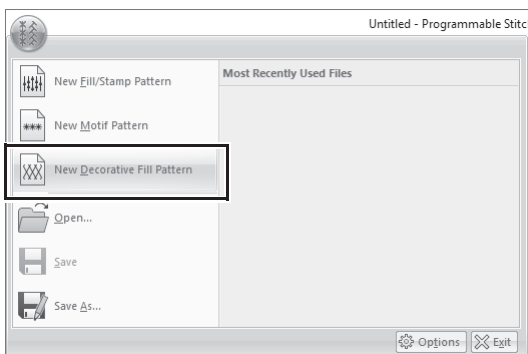 Untitled - Programmable Stitc
New Fill/Stamp Pattern
New Motif Pattern
New Decorative Fill Pattern
Open...
Save
Save As...
Most Recently Used Files
Options
Exit